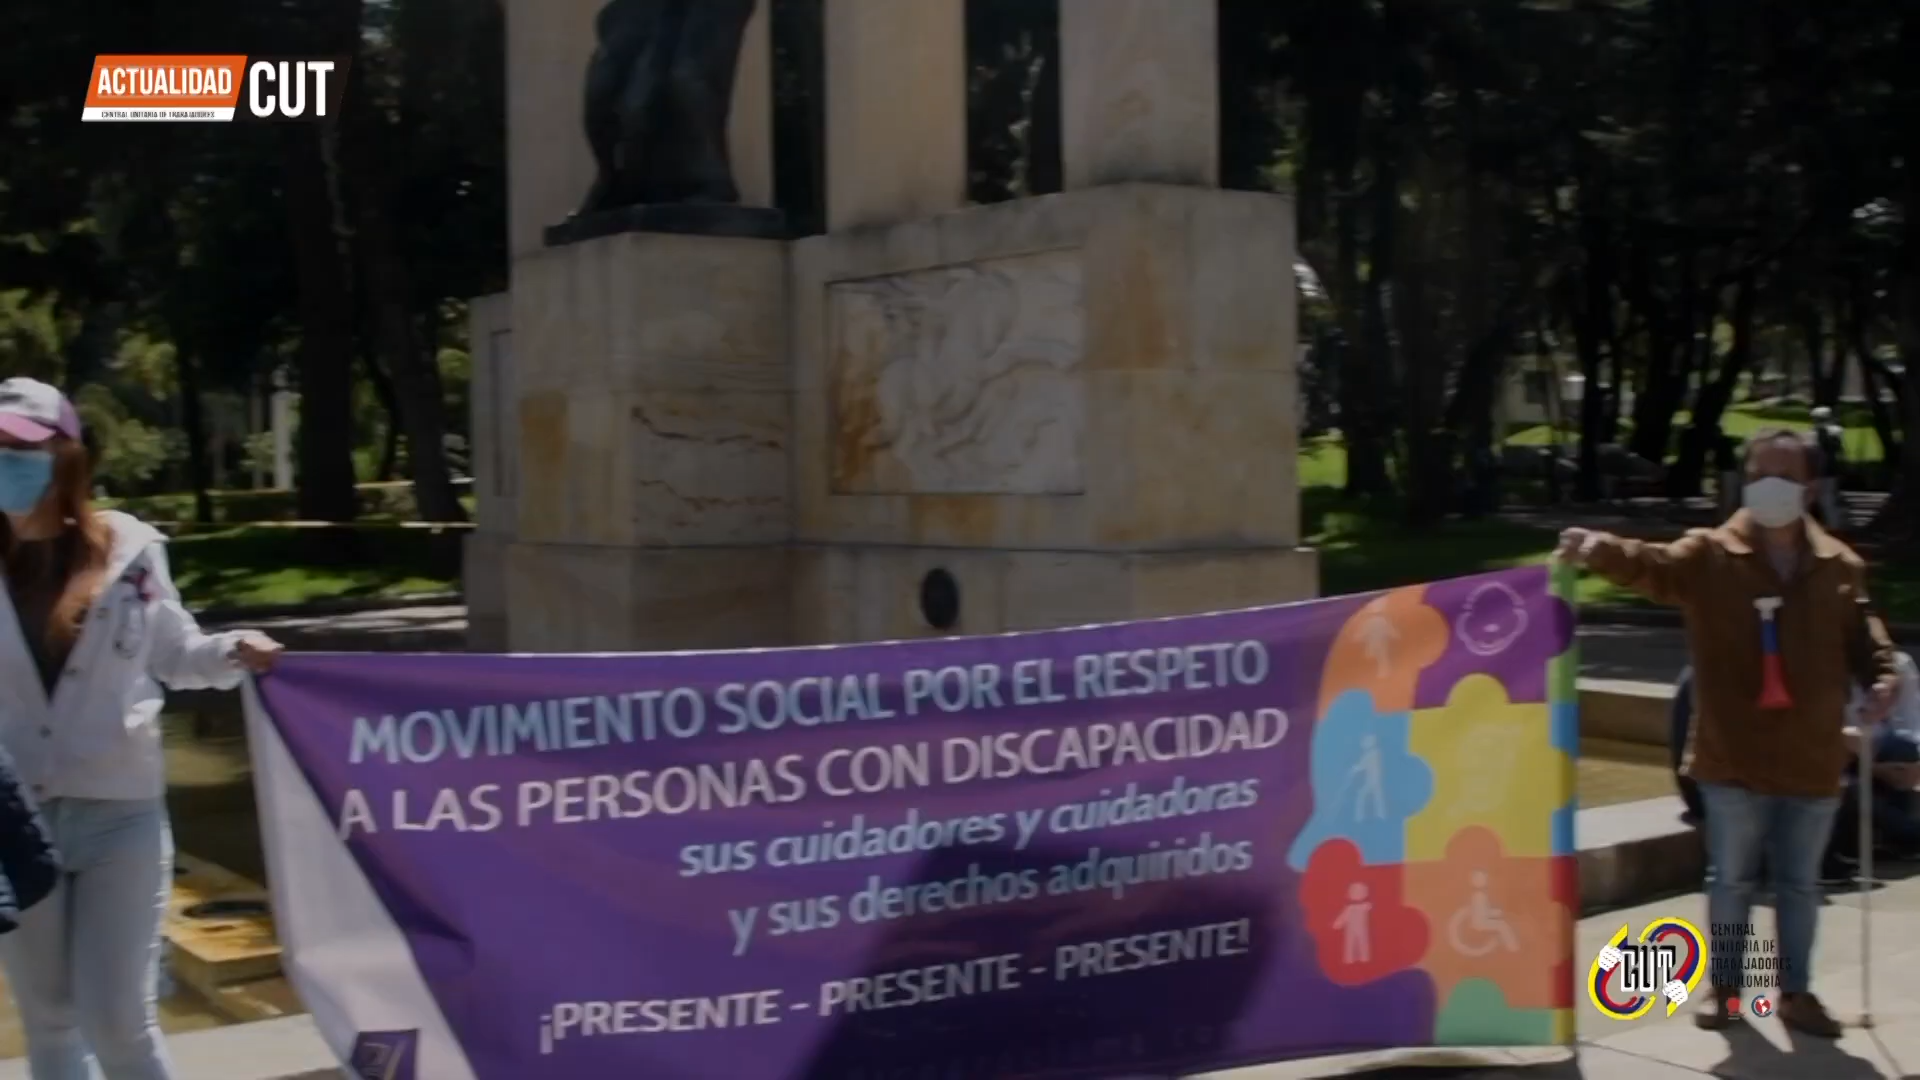 ACTUALIDAD CUT
CENTRAL UNITARIA DE TRABAJADORES
MOVIMIENTO SOCIAL POR EL RESPETO
A LAS PERSONAS CON DISCAPACIDAD
sus cuidadores y cuidadoras
y sus derechos adquiridos
¡PRESENTE - PRESENTE - PRESENTE!
CUT
CENTRAL
UNITARIA DE
TRABAJADORES
DE COLOMBIA